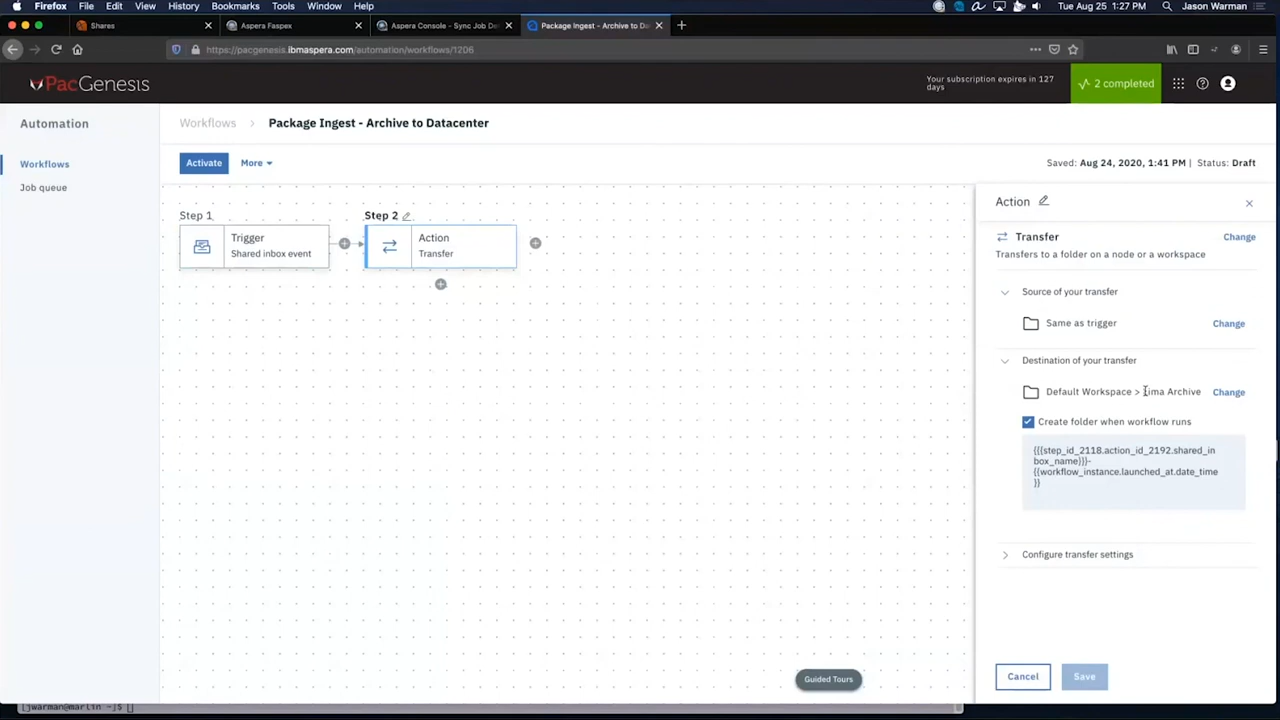 Firefox File Edit View History Bookmarks Tools Window Help Tue Aug 25 1:27 PM Jason Warman
Shares × Aspera Faspex × Aspera Console - Sync Job De × Package Ingest - Archive to Da × +
https://pacgenesis.ibmaspera.com/automation/workflows/1206
PacGenesis
Your subscription expires in 127
days
2 completed
Automation
Workflows
Job queue
Workflows > Package Ingest - Archive to Datacenter
Activate More
Saved: Aug 24, 2020, 1:41 PM | Status: Draft
Step 1
Trigger
Shared inbox event
Step 2
Action
Transfer
Action
Transfer Change
Transfers to a folder on a node or a workspace
Source of your transfer
Same as trigger Change
Destination of your transfer
Default Workspace > Archive Change
Create folder when workflow runs
{{{step_id_2118.action_id_2192.shared_in
box_name}}}-
{{workflow_instance.launched_at.date_time
}}
Configure transfer settings
Cancel Save
Guided Tours
[jwarman@marlin ~]$